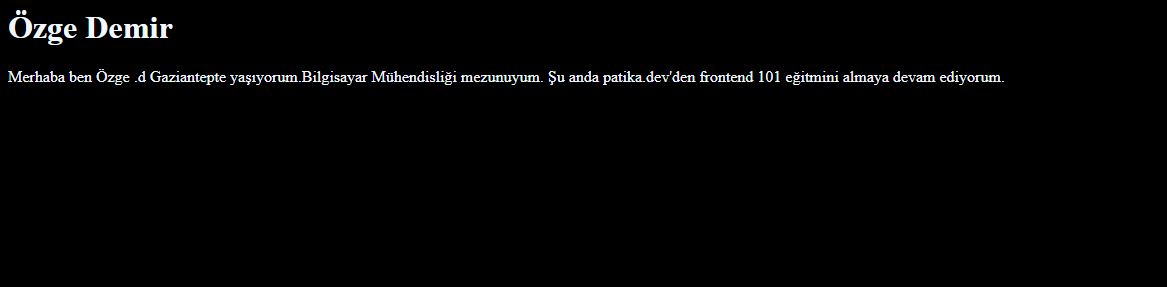 Özge Demir
Merhaba ben Özge .d Gaziantepte yaşıyorum.Bilgisayar Mühendisliği mezunuyum. Şu anda patika.dev'den frontend 101 eğitmini almaya devam ediyorum.